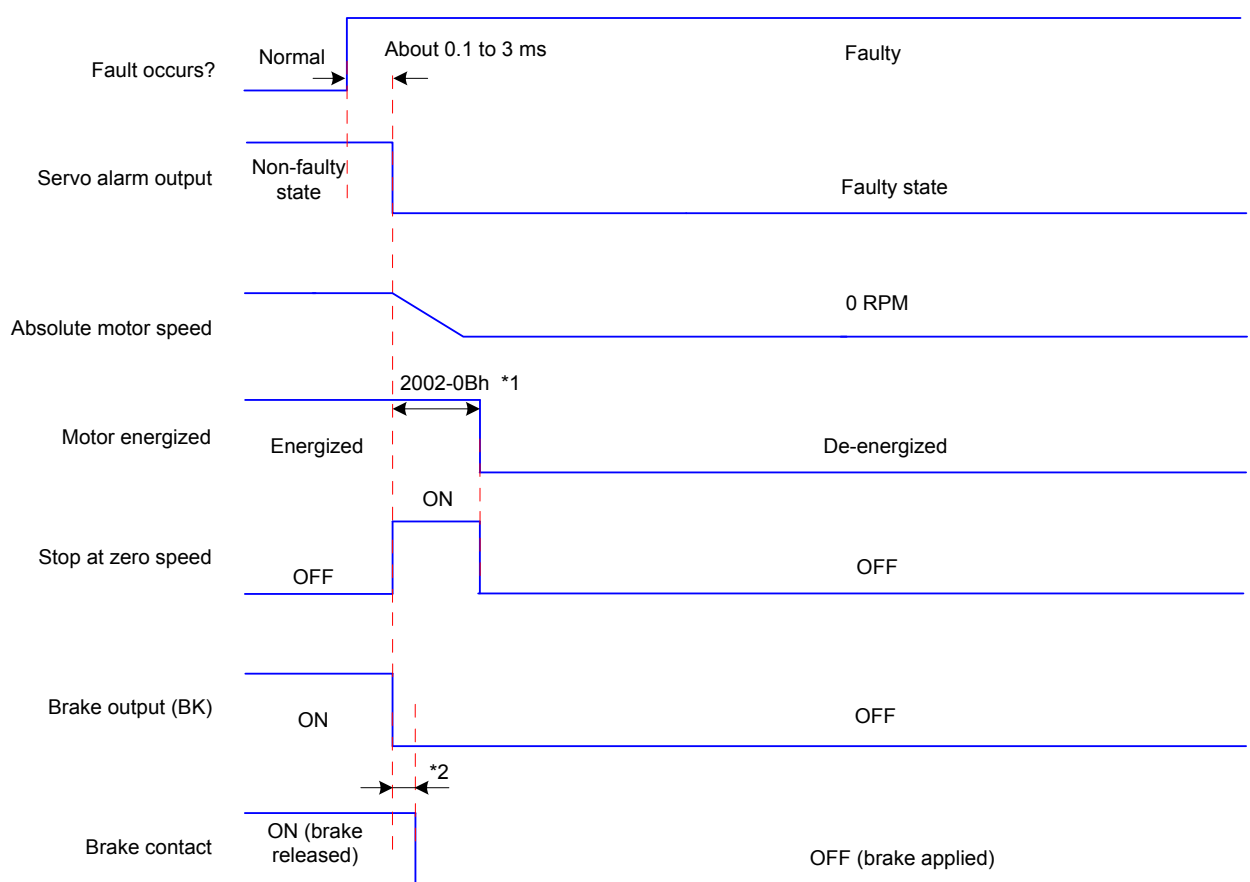 Fault occurs?
Normal
About 0.1 to 3 ms
Faulty
Servo alarm output
Non-faulty
state
Faulty state
Absolute motor speed
0 RPM
2002-0Bh *1
Motor energized
Energized
De-energized
ON
Stop at zero speed
OFF
OFF
Brake output (BK)
ON
OFF
*2
Brake contact
ON (brake
released)
OFF (brake applied)